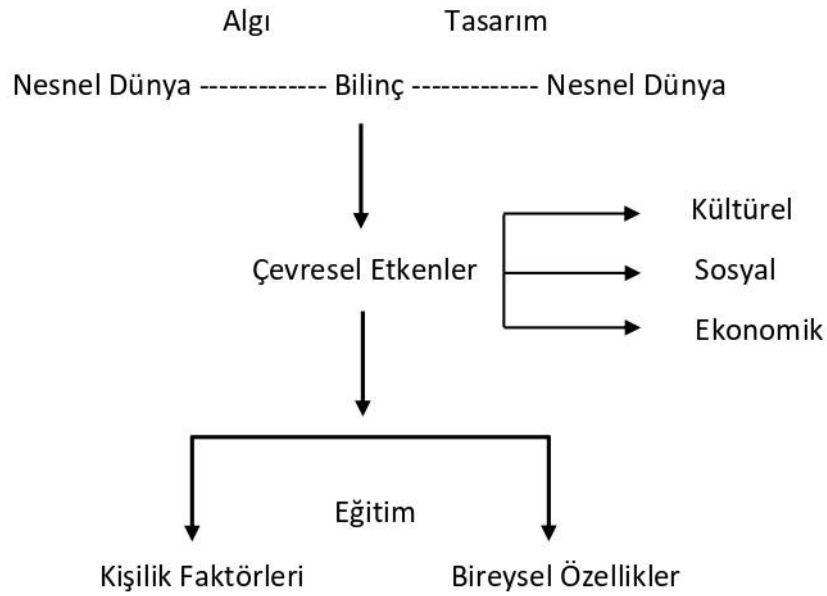 Algı Tasarım
Nesnel Dünya ------------- Bilinç ------------- Nesnel Dünya
Kültürel
Çevresel Etkenler Sosyal
Ekonomik
Eğitim
Kişilik Faktörleri Bireysel Özellikler